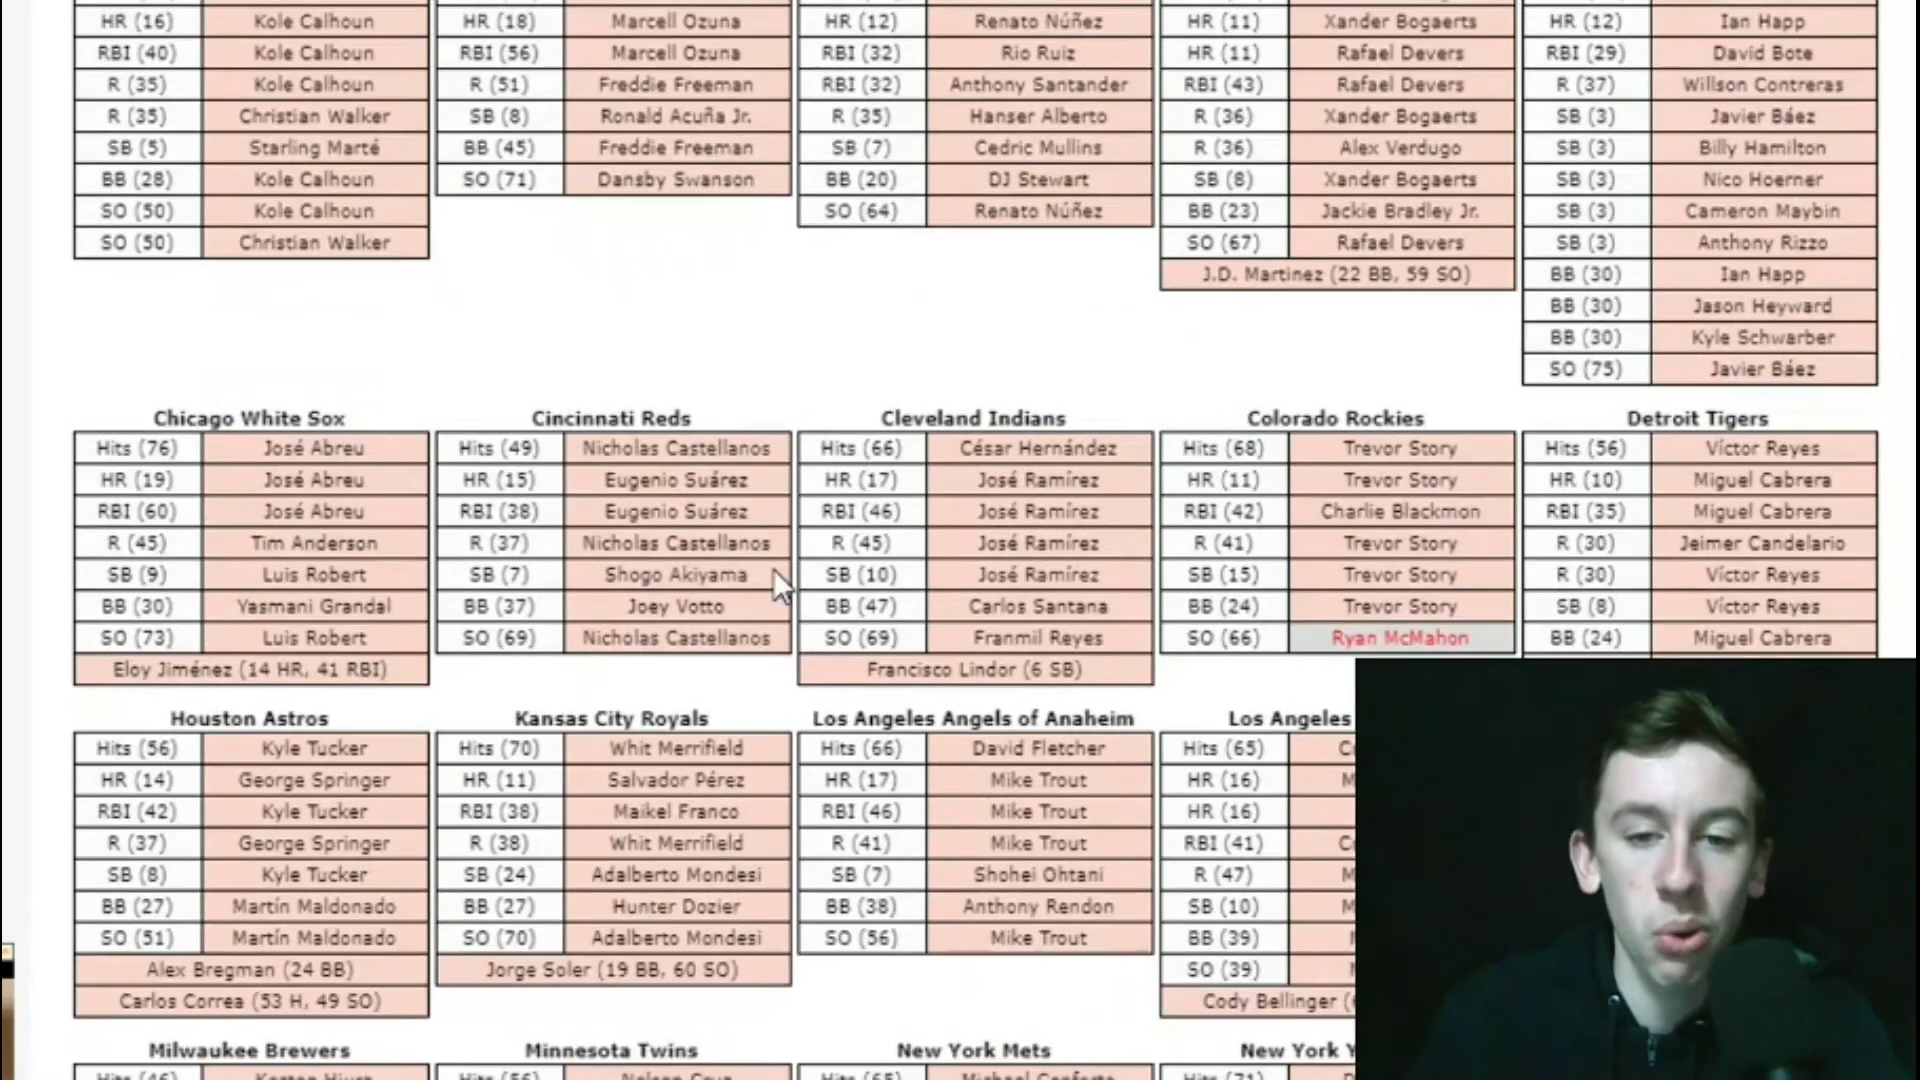 HR (16) Kole Calhoun
RBI (40) Kole Calhoun
R (35) Kole Calhoun
R (35) Christian Walker
SB (5) Starling Marté
BB (28) Kole Calhoun
SO (50) Kole Calhoun
SO (50) Christian Walker
HR (18) Marcell Ozuna
RBI (56) Marcell Ozuna
R (51) Freddie Freeman
SB (8) Ronald Acuña Jr.
BB (45) Freddie Freeman
SO (71) Dansby Swanson
HR (12) Renato Núñez
RBI (32) Rio Ruiz
RBI (32) Anthony Santander
R (35) Hanser Alberto
SB (7) Cedric Mullins
BB (20) DJ Stewart
SO (64) Renato Núñez
HR (11) Xander Bogaerts
HR (11) Rafael Devers
RBI (43) Rafael Devers
R (36) Xander Bogaerts
R (36) Alex Verdugo
SB (8) Xander Bogaerts
BB (23) Jackie Bradley Jr.
SO (67) Rafael Devers
J.D. Martinez (22 BB, 59 SO)
HR (12) Ian Happ
RBI (29) David Bote
R (37) Willson Contreras
SB (3) Javier Báez
SB (3) Billy Hamilton
SB (3) Nico Hoerner
SB (3) Cameron Maybin
SB (3) Anthony Rizzo
BB (30) Ian Happ
BB (30) Jason Heyward
BB (30) Kyle Schwarber
SO (75) Javier Báez
Chicago White Sox
Hits (76) José Abreu
HR (19) José Abreu
RBI (60) José Abreu
R (45) Tim Anderson
SB (9) Luis Robert
BB (30) Yasmani Grandal
SO (73) Luis Robert
Eloy Jiménez (14 HR, 41 RBI)
Cincinnati Reds
Hits (49) Nicholas Castellanos
HR (15) Eugenio Suárez
RBI (38) Eugenio Suárez
R (37) Nicholas Castellanos
SB (7) Shogo Akiyama
BB (37) Joey Votto
SO (69) Nicholas Castellanos
Cleveland Indians
Hits (66) César Hernández
HR (17) José Ramírez
RBI (46) José Ramírez
R (45) José Ramírez
SB (10) José Ramírez
BB (47) Carlos Santana
SO (69) Franmil Reyes
Francisco Lindor (6 SB)
Colorado Rockies
Hits (68) Trevor Story
HR (11) Trevor Story
RBI (42) Charlie Blackmon
R (41) Trevor Story
SB (15) Trevor Story
BB (24) Trevor Story
SO (66) Ryan McMahon
Detroit Tigers
Hits (56) Víctor Reyes
HR (10) Miguel Cabrera
RBI (35) Miguel Cabrera
R (30) Jeimer Candelario
R (30) Víctor Reyes
SB (8) Víctor Reyes
BB (24) Miguel Cabrera
Houston Astros
Hits (56) Kyle Tucker
HR (14) George Springer
RBI (42) Kyle Tucker
R (37) George Springer
SB (8) Kyle Tucker
BB (27) Martín Maldonado
SO (51) Martín Maldonado
Alex Bregman (24 BB)
Carlos Correa (53 H, 49 SO)
Kansas City Royals
Hits (70) Whit Merrifield
HR (11) Salvador Pérez
RBI (38) Maikel Franco
R (38) Whit Merrifield
SB (24) Adalberto Mondesi
BB (27) Hunter Dozier
SO (70) Adalberto Mondesi
Jorge Soler (19 BB, 60 SO)
Los Angeles Angels of Anaheim
Hits (66) David Fletcher
HR (17) Mike Trout
RBI (46) Mike Trout
R (41) Mike Trout
SB (7) Shohei Ohtani
BB (38) Anthony Rendon
SO (56) Mike Trout
Los Angeles
Hits (65)
HR (16)
HR (16)
RBI (41)
R (47)
SB (10)
BB (39)
SO (39)
Cody Bellinger
Milwaukee Brewers
Minnesota Twins
New York Mets
New York